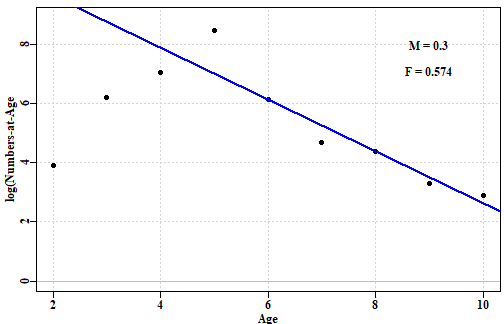 M = 0.3
F = 0.574
log(Numbers-at-Age)
8
6
4
2
0
2 4 6 8 10
Age